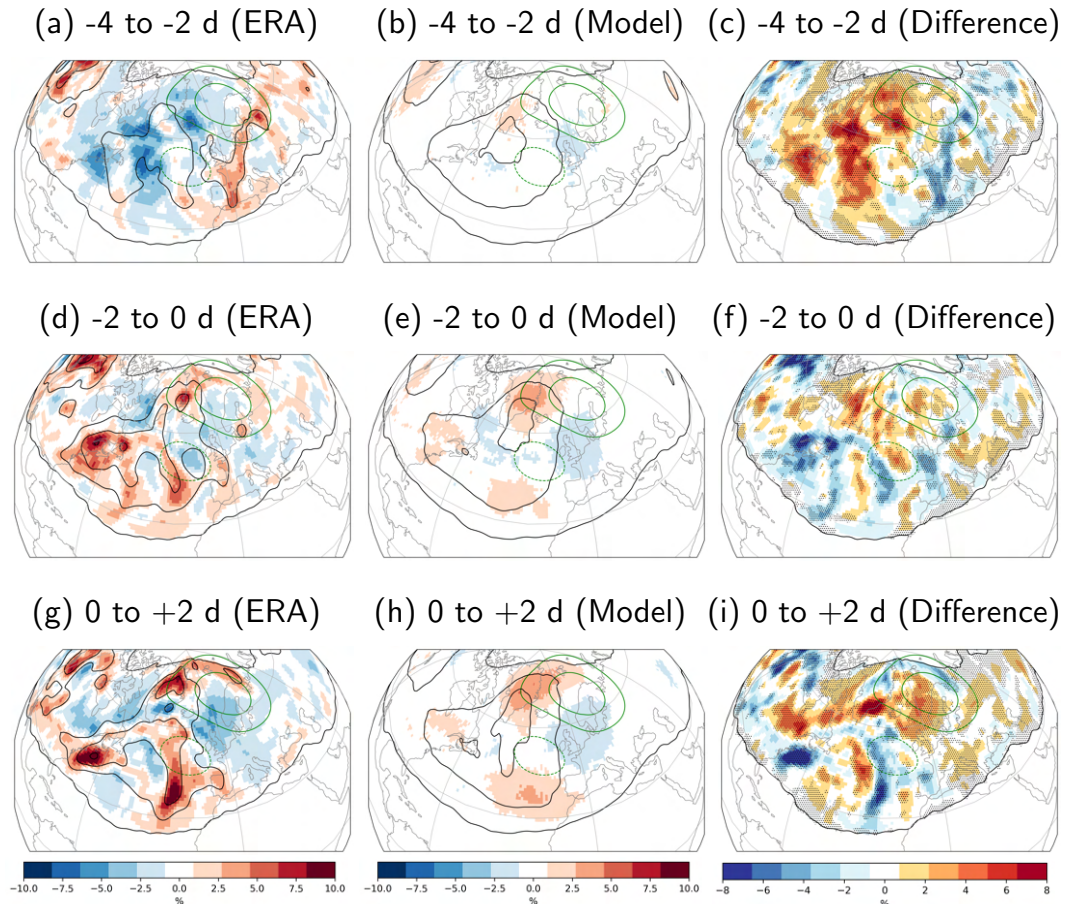 (a) -4 to -2 d (ERA) (b) -4 to -2 d (Model) (c) -4 to -2 d (Difference)
(d) -2 to 0 d (ERA) (e) -2 to 0 d (Model) (f) -2 to 0 d (Difference)
(g) 0 to +2 d (ERA) (h) 0 to +2 d (Model) (i) 0 to +2 d (Difference)
−10.0 −7.5 −5.0 −2.5 0.0 2.5 5.0 7.5 10.0 −10.0 −7.5 −5.0 −2.5 0.0 2.5 5.0 7.5 10.0 −8 −6 −4 −2 0 2 4 6 8
% % %